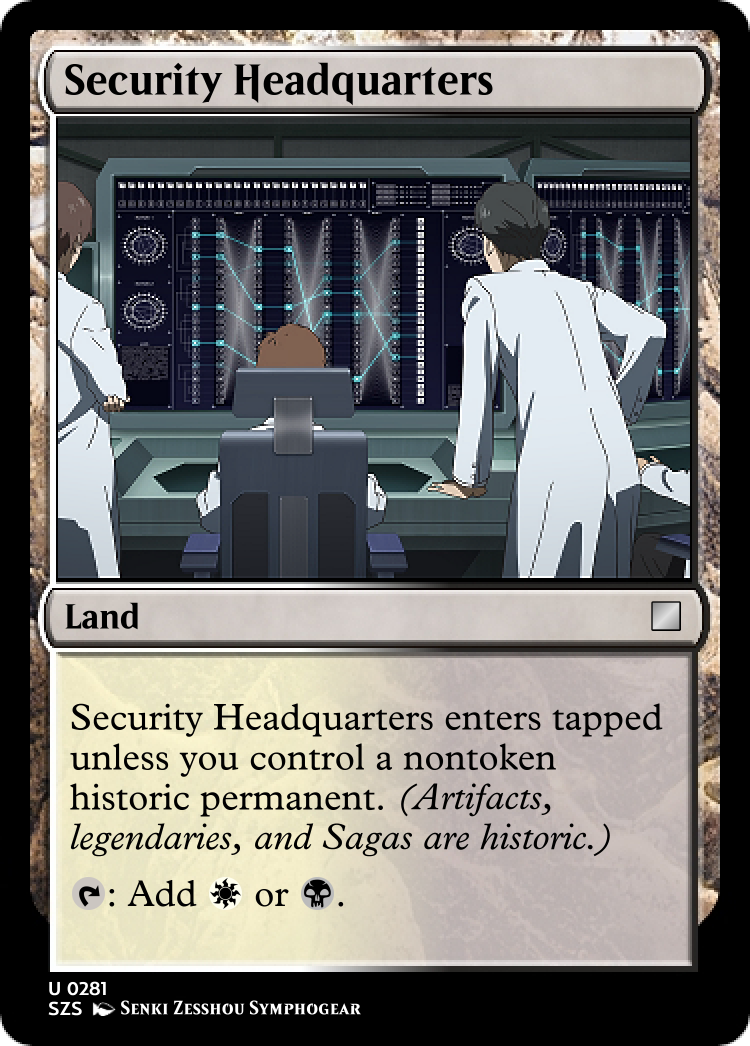 Security Headquarters
Land
Security Headquarters enters tapped
unless you control a nontoken
historic permanent. (Artifacts,
legendaries, and Sagas are historic.)
: Add or .
U 0281
SZS Senki Zesshou Symphogear